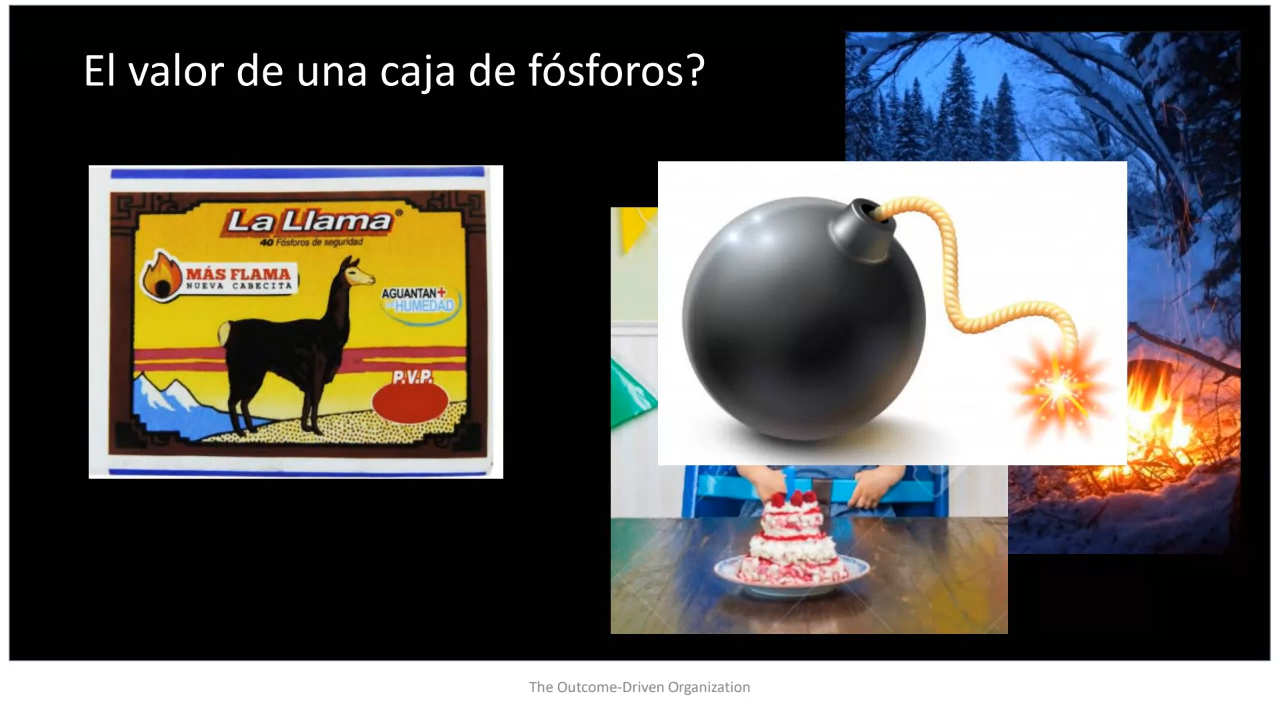 El valor de una caja de fósforos?
La Llama®
40 Fósforos de seguridad
MÁS FLAMA
NUEVA CABECITA
AGUANTAN+
HUMEDAD
P.V.P.
The Outcome-Driven Organization